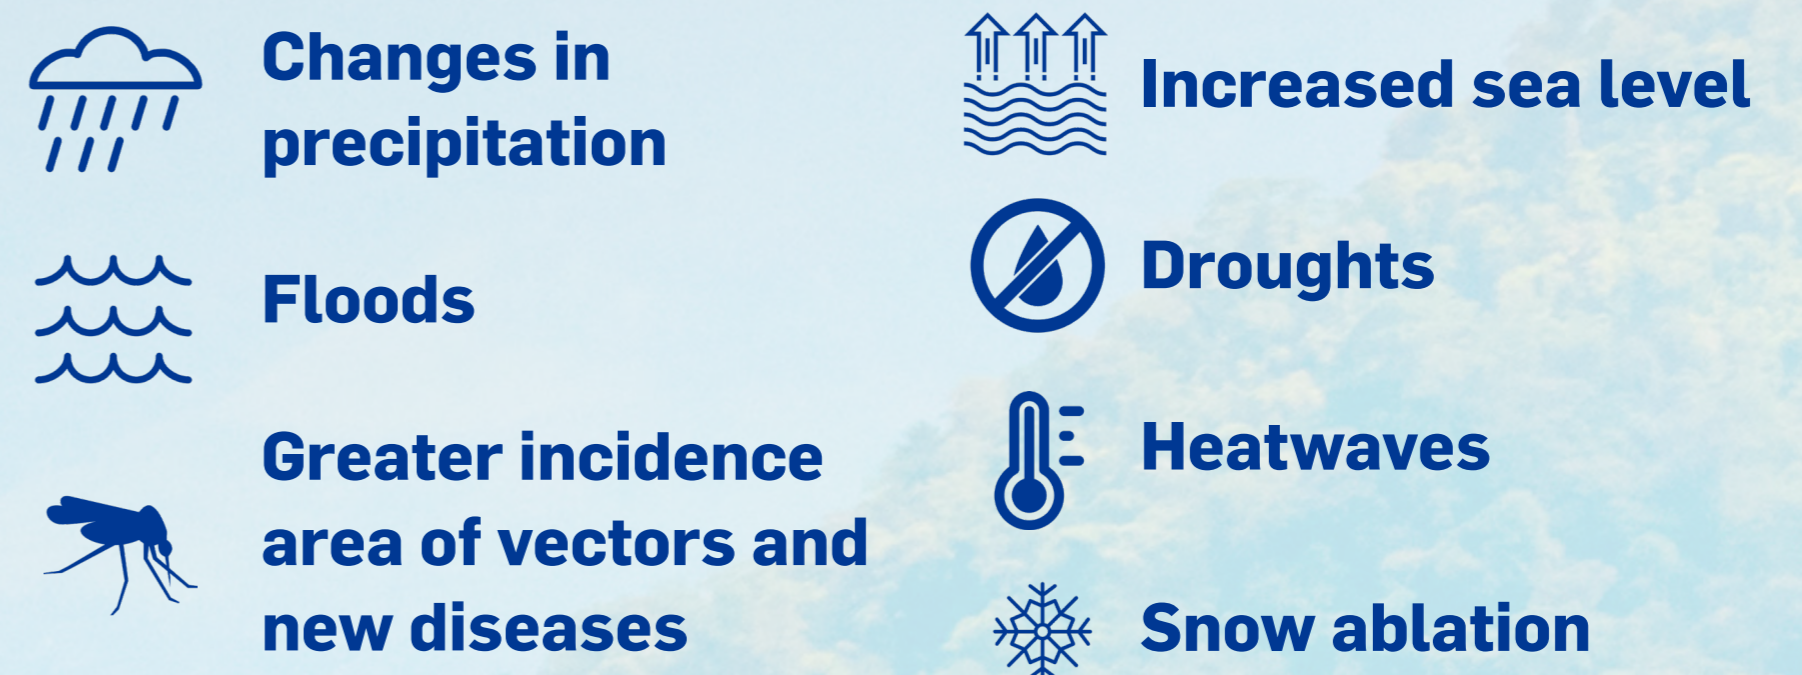 Changes in
precipitation
Floods
Greater incidence
area of vectors and
new diseases
Increased sea level
Droughts
Heatwaves
Snow ablation